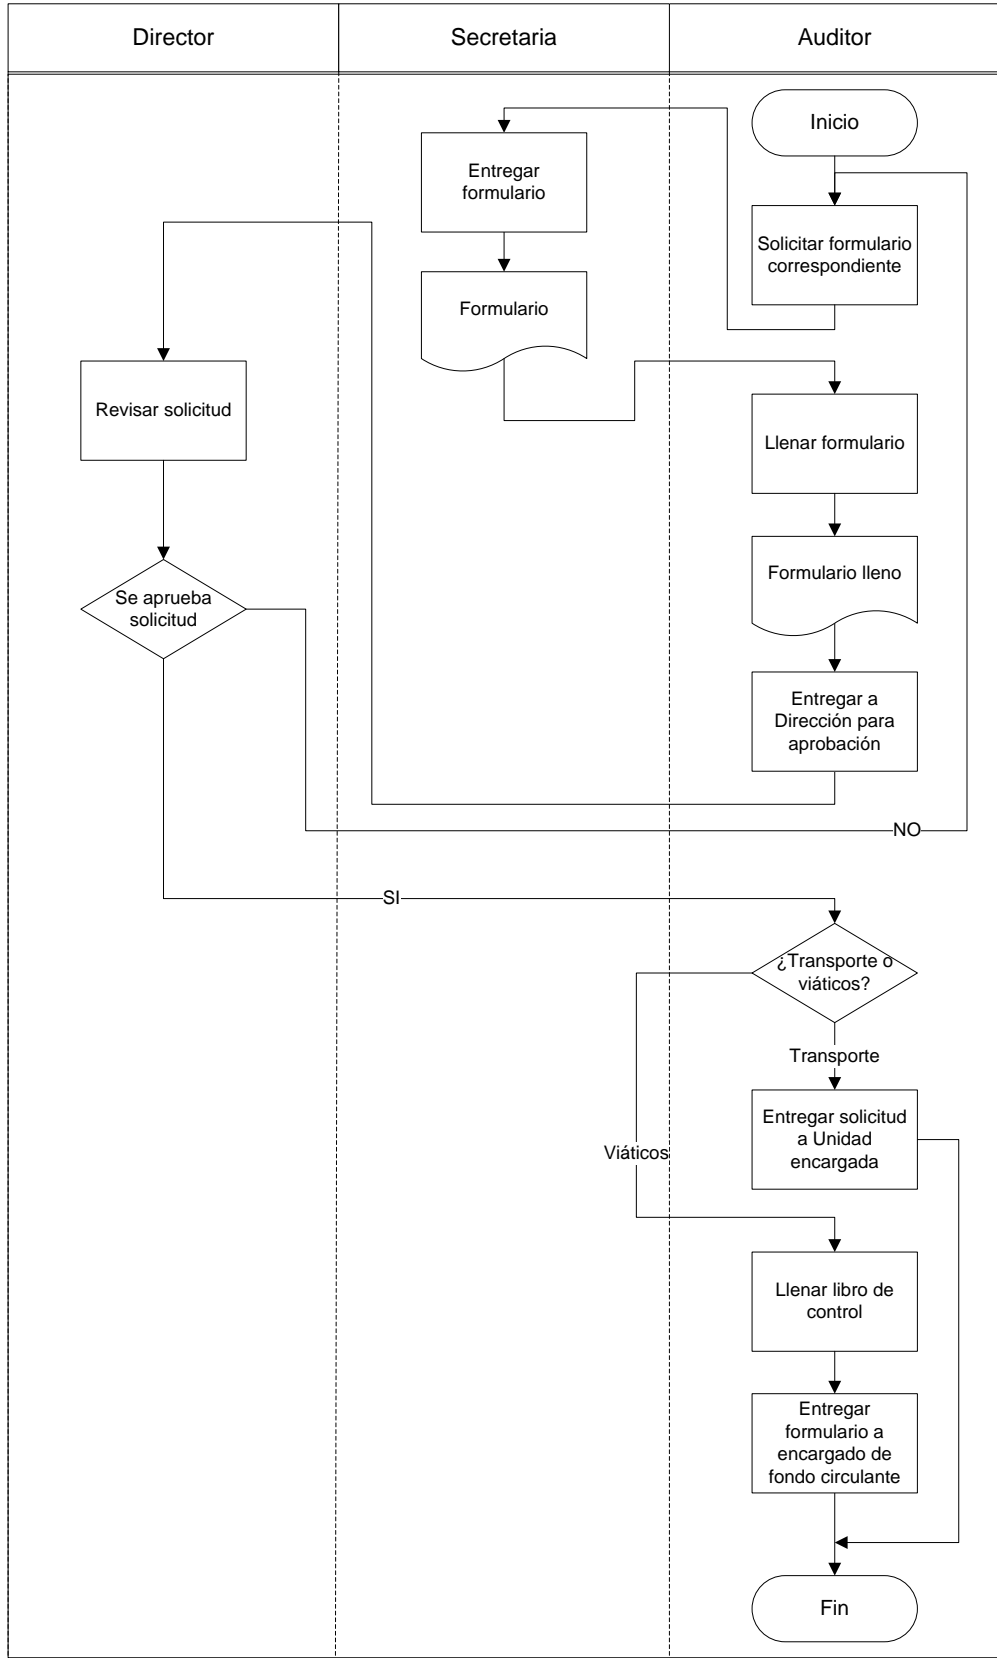 Director
Secretaria
Auditor
Inicio
Entregar
formulario
Solicitar formulario
correspondiente
Formulario
Revisar solicitud
Llenar formulario
Formulario lleno
Se aprueba
solicitud
Entregar a
Dirección para
aprobación
NO
SI
¿Transporte o
viáticos?
Transporte
Entregar solicitud
a Unidad
encargada
Viáticos
Llenar libro de
control
Entregar
formulario a
encargado de
fondo circulante
Fin